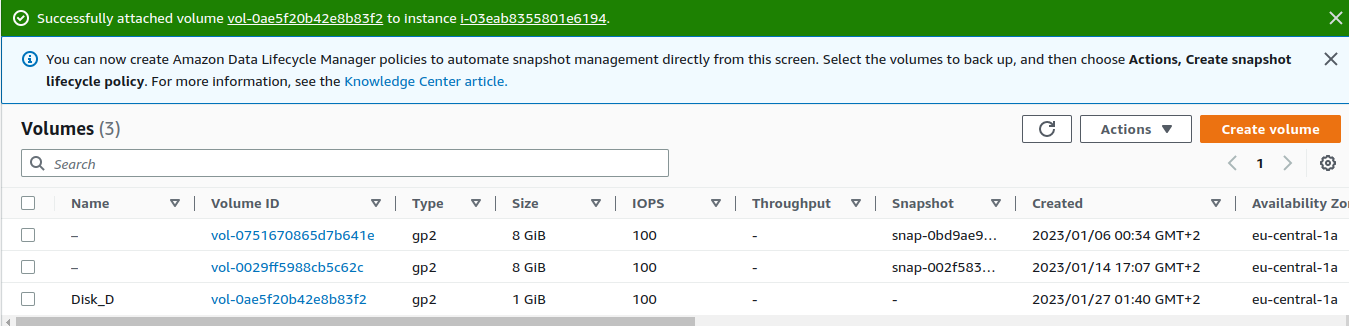 Successfully attached volume vol-0ae5f20b42e8b83f2 to instance i-03eab8355801e6194.
You can now create Amazon Data Lifecycle Manager policies to automate snapshot management directly from this screen. Select the volumes to back up, and then choose Actions, Create snapshot
lifecycle policy. For more information, see the Knowledge Center article.
Volumes (3)
Actions
Create volume
Search
1
Name Volume ID Type Size IOPS Throughput Snapshot Created Availability Zo
– vol-0751670865d7b641e gp2 8 GiB 100 - snap-0bd9ae9... 2023/01/06 00:34 GMT+2 eu-central-1a
– vol-0029ff5988cb5c62c gp2 8 GiB 100 - snap-002f583... 2023/01/14 17:07 GMT+2 eu-central-1a
Disk_D vol-0ae5f20b42e8b83f2 gp2 1 GiB 100 - - 2023/01/27 01:40 GMT+2 eu-central-1a